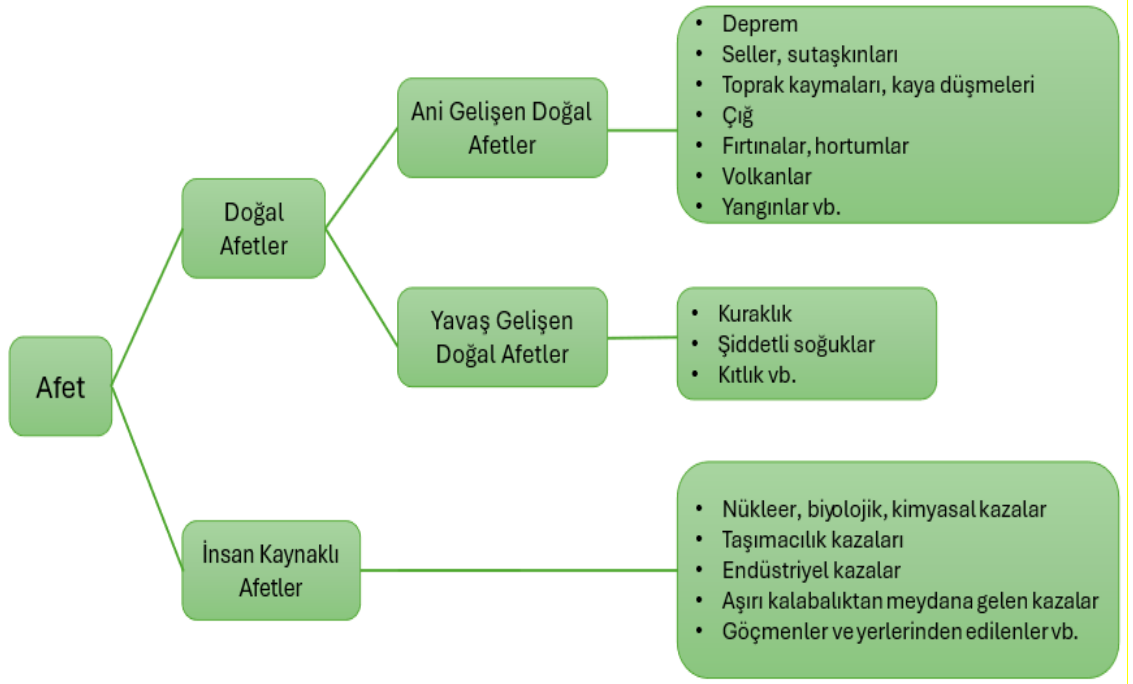 Afet
Doğal
Afetler
Ani Gelişen Doğal
Afetler
• Deprem
• Seller, sutaşkınları
• Toprak kaymaları, kaya düşmeleri
• Çığ
• Fırtınalar, hortumlar
• Volkanlar
• Yangınlar vb.
Yavaş Gelişen
Doğal Afetler
• Kuraklık
• Şiddetli soğuklar
• Kıtlık vb.
İnsan Kaynaklı
Afetler
• Nükleer, biyolojik, kimyasal kazalar
• Taşımacılık kazaları
• Endüstriyel kazalar
• Aşırı kalabalıktan meydana gelen kazalar
• Göçmenler ve yerlerinden edilenler vb.